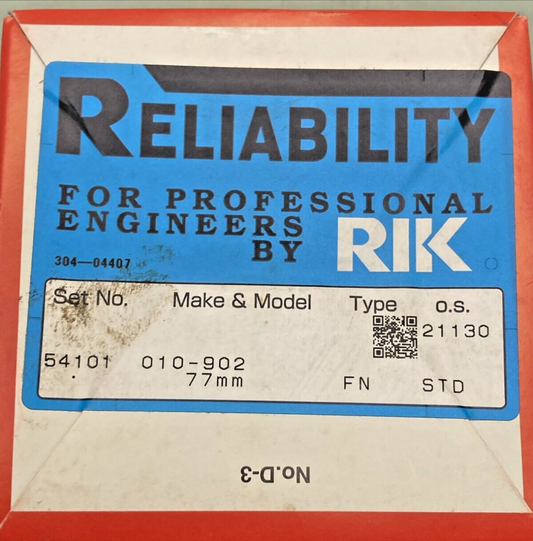 RELIABILITY
FOR PROFESSIONAL
ENGINEERS
BY RIK
304—04407
Set No. Make & Model Type o.s.
21130
54101 010-902
77mm FN STD
No.D-3